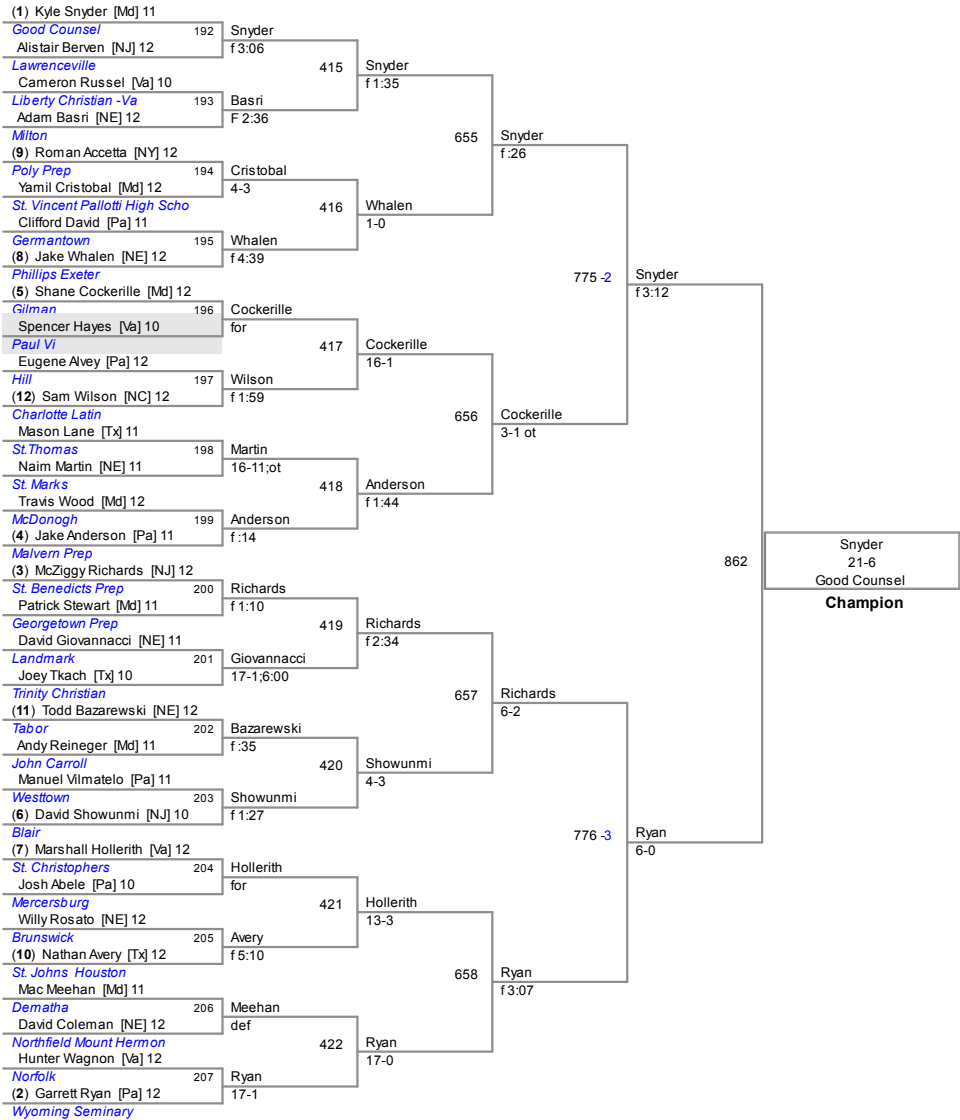 (1) Kyle Snyder [Md] 11
Good Counsel 192
Alistair Berven [NJ] 12
Lawrenceville
Cameron Russel [Va] 10
Liberty Christian -Va 193
Adam Basri [NE] 12
Milton
(9) Roman Accetta [NY] 12
Poly Prep 194
Yamil Cristobal [Md] 12
St. Vincent Pallotti High Scho
Clifford David [Pa] 11
Germantown 195
(8) Jake Whalen [NE] 12
Phillips Exeter
(5) Shane Cockerille [Md] 12
Gilman 196
Spencer Hayes [Va] 10
Paul Vi
Eugene Alvey [Pa] 12
Hill 197
(12) Sam Wilson [NC] 12
Charlotte Latin
Mason Lane [Tx] 11
St.Thomas 198
Naim Martin [NE] 11
St. Marks
Travis Wood [Md] 12
McDonogh 199
(4) Jake Anderson [Pa] 11
Malvern Prep
(3) McZiggy Richards [NJ] 12
St. Benedicts Prep 200
Patrick Stewart [Md] 11
Georgetown Prep
David Giovannacci [NE] 11
Landmark 201
Joey Tkach [Tx] 10
Trinity Christian
(11) Todd Bazarewski [NE] 12
Tabor 202
Andy Reineger [Md] 11
John Carroll
Manuel Vilmatelo [Pa] 11
Westtown 203
(6) David Showunmi [NJ] 10
Blair
(7) Marshall Hollerith [Va] 12
St. Christophers 204
Josh Abele [Pa] 10
Mercersburg
Willy Rosato [NE] 12
Brunswick 205
(10) Nathan Avery [Tx] 12
St. Johns Houston
Mac Meehan [Md] 11
Dematha 206
David Coleman [NE] 12
Northfield Mount Hermon
Hunter Wagnon [Va] 12
Norfolk 207
(2) Garrett Ryan [Pa] 12
Wyoming Seminary
Snyder
f 3:06
415
Basri
F 2:36
Cristobal
4-3
416
Whalen
f 4:39
Cockerille
for
417
Wilson
f 1:59
Martin
16-11;ot
418
Anderson
f :14
Richards
f 1:10
419
Giovannacci
17-1;6:00
Bazarewski
f :35
420
Showunmi
f 1:27
Hollerith
for
421
Avery
f 5:10
Meehan
def
422
Ryan
17-1
Snyder
f 1:35
655
Whalen
1-0
Cockerille
16-1
656
Anderson
f 1:44
Richards
f 2:34
657
Showunmi
4-3
Hollerith
13-3
658
Ryan
17-0
Snyder
f :26
775 -2
Cockerille
3-1 ot
Richards
6-2
776 -3
Ryan
f 3:07
Snyder
f 3:12
862
Ryan
6-0
Snyder
21-6
Good Counsel
Champion